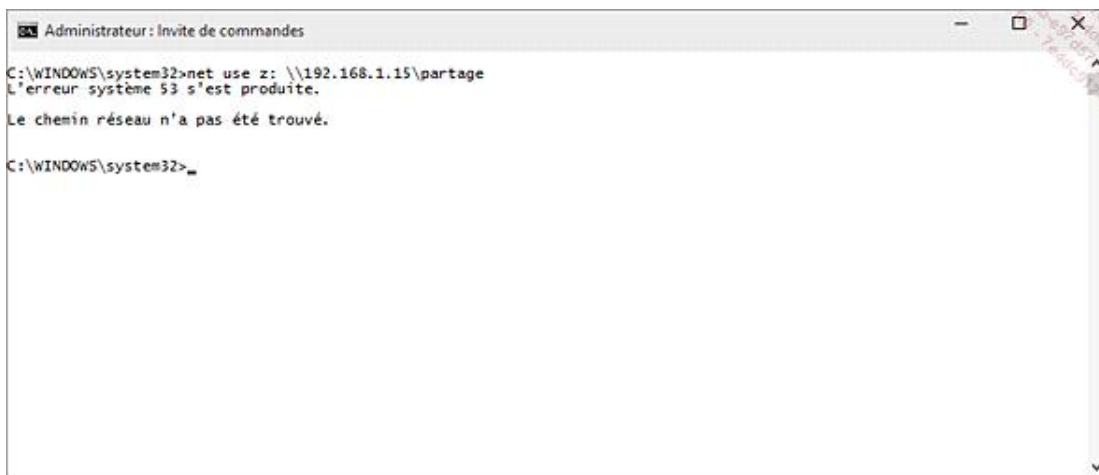 Administrateur : Invite de commandes
C:\WINDOWS\system32>net use z: \\192.168.1.15\partage
L'erreur système 53 s'est produite.
Le chemin réseau n'a pas été trouvé.
C:\WINDOWS\system32>_